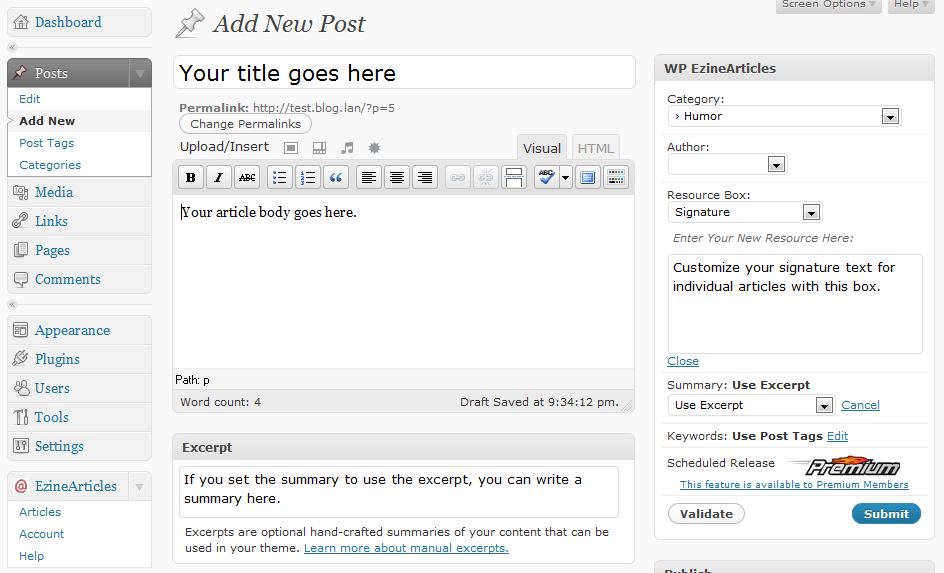 Dashboard
Posts
Edit
Add New
Post Tags
Categories
Media
Links
Pages
Comments
Appearance
Plugins
Users
Tools
Settings
EzineArticles
Articles
Account
Help
Screen Options
Help
Add New Post
Your title goes here
Permalink: http://test.blog.lan/?p=5
Change Permalinks
Upload/Insert
Visual
HTML
B I ABC ABC
Your article body goes here.
Path: p
Word count: 4 Draft Saved at 9:34:12 pm.
Excerpt
If you set the summary to use the excerpt, you can write a
summary here.
Excerpts are optional hand-crafted summaries of your content that can be
used in your theme. Learn more about manual excerpts.
WP EzineArticles
Category:
› Humor
Author:
Resource Box:
Signature
Enter Your New Resource Here:
Customize your signature text for
individual articles with this box.
Close
Summary: Use Excerpt
Use Excerpt Cancel
Keywords: Use Post Tags Edit
Scheduled Release Premium
This feature is available to Premium Members
Validate Submit
Publish